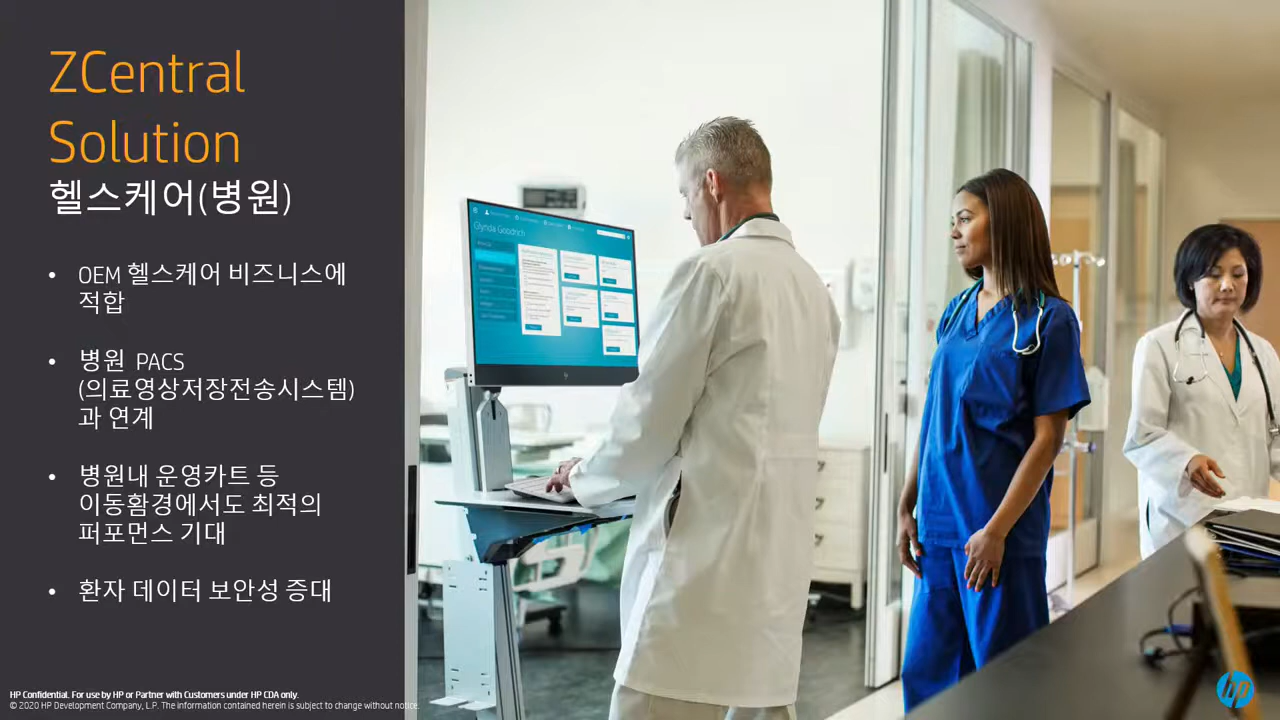 ZCentral
Solution
헬스케어(병원)
• OEM 헬스케어 비즈니스에
적합
• 병원 PACS
(의료영상저장전송시스템)
과 연계
• 병원내 운영카트 등
이동환경에서도 최적의
퍼포먼스 기대
• 환자 데이터 보안성 증대
Glynda Goodrich
HP Confidential. For use by HP or Partner with Customers under HP CDA only.
© 2020 HP Development Company, L.P. The information contained herein is subject to change without notice.
hp